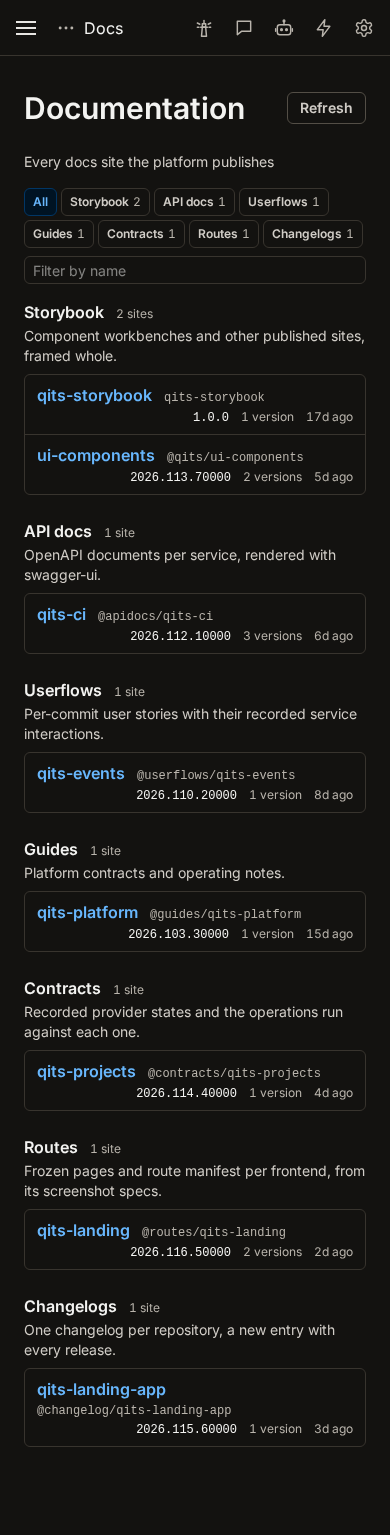 Docs
Documentation
Refresh
Every docs site the platform publishes
All Storybook 2 API docs 1 Userflows 1
Guides 1 Contracts 1 Routes 1 Changelogs 1
Filter by name
Storybook 2 sites
Component workbenches and other published sites,
framed whole.
qits-storybook qits-storybook
1.0.0 1 version 17d ago
ui-components @qits/ui-components
2026.113.70000 2 versions 5d ago
API docs 1 site
OpenAPI documents per service, rendered with
swagger-ui.
qits-ci @apidocs/qits-ci
2026.112.10000 3 versions 6d ago
Userflows 1 site
Per-commit user stories with their recorded service
interactions.
qits-events @userflows/qits-events
2026.110.20000 1 version 8d ago
Guides 1 site
Platform contracts and operating notes.
qits-platform @guides/qits-platform
2026.103.30000 1 version 15d ago
Contracts 1 site
Recorded provider states and the operations run
against each one.
qits-projects @contracts/qits-projects
2026.114.40000 1 version 4d ago
Routes 1 site
Frozen pages and route manifest per frontend, from
its screenshot specs.
qits-landing @routes/qits-landing
2026.116.50000 2 versions 2d ago
Changelogs 1 site
One changelog per repository, a new entry with
every release.
qits-landing-app
@changelog/qits-landing-app
2026.115.60000 1 version 3d ago